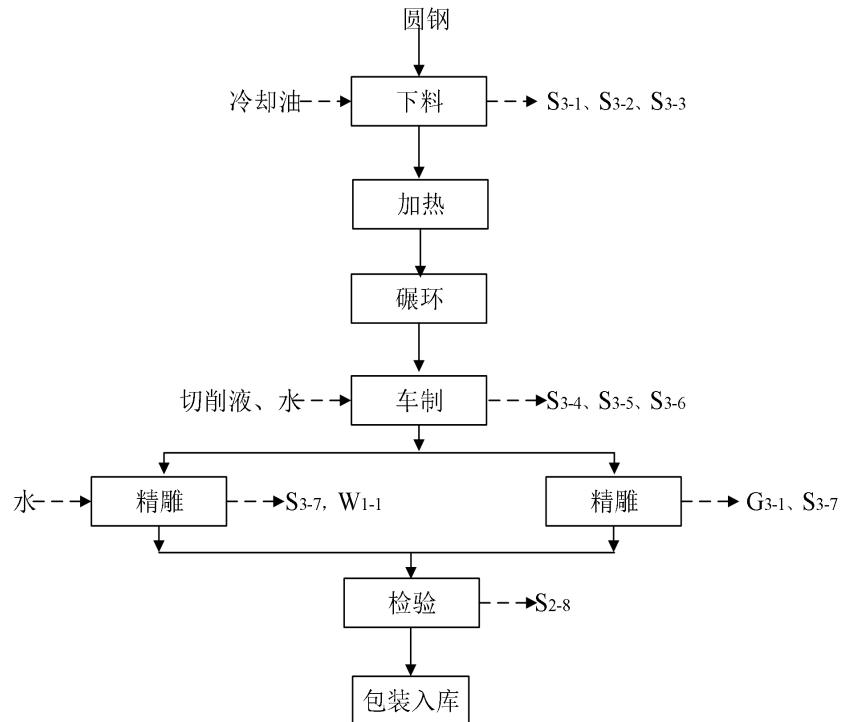 圆钢
冷却油 下料 S3-1、S3-2、S3-3
加热
碾环
切削液、水 车制 S3-4、S3-5、S3-6
水 精雕 S3-7，W1-1 精雕 G3-1、S3-7
检验 S2-8
包装入库